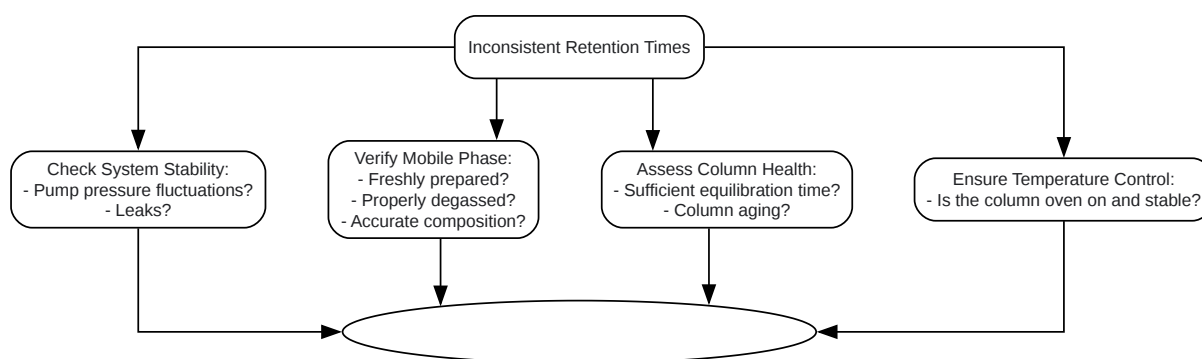 Inconsistent Retention Times
Check System Stability:
- Pump pressure fluctuations?
- Leaks?
Verify Mobile Phase:
- Freshly prepared?
- Properly degassed?
- Accurate composition?
Assess Column Health:
- Sufficient equilibration time?
- Column aging?
Ensure Temperature Control:
- Is the column oven on and stable?